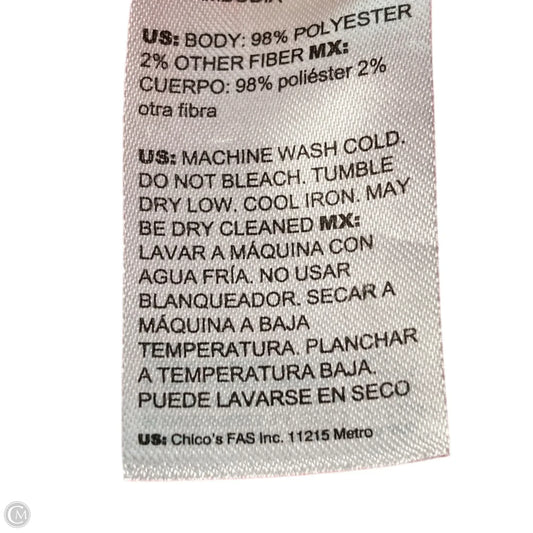 US: BODY: 98% POLYESTER
2% OTHER FIBER MX:
CUERPO: 98% poliéster 2%
otra fibra
US: MACHINE WASH COLD.
DO NOT BLEACH. TUMBLE
DRY LOW. COOL IRON. MAY
BE DRY CLEANED MX:
LAVAR A MÁQUINA CON
AGUA FRÍA. NO USAR
BLANQUEADOR. SECAR A
MÁQUINA A BAJA
TEMPERATURA. PLANCHAR
A TEMPERATURA BAJA.
PUEDE LAVARSE EN SECO
US: Chico's FAS Inc. 11215 Metro
CM